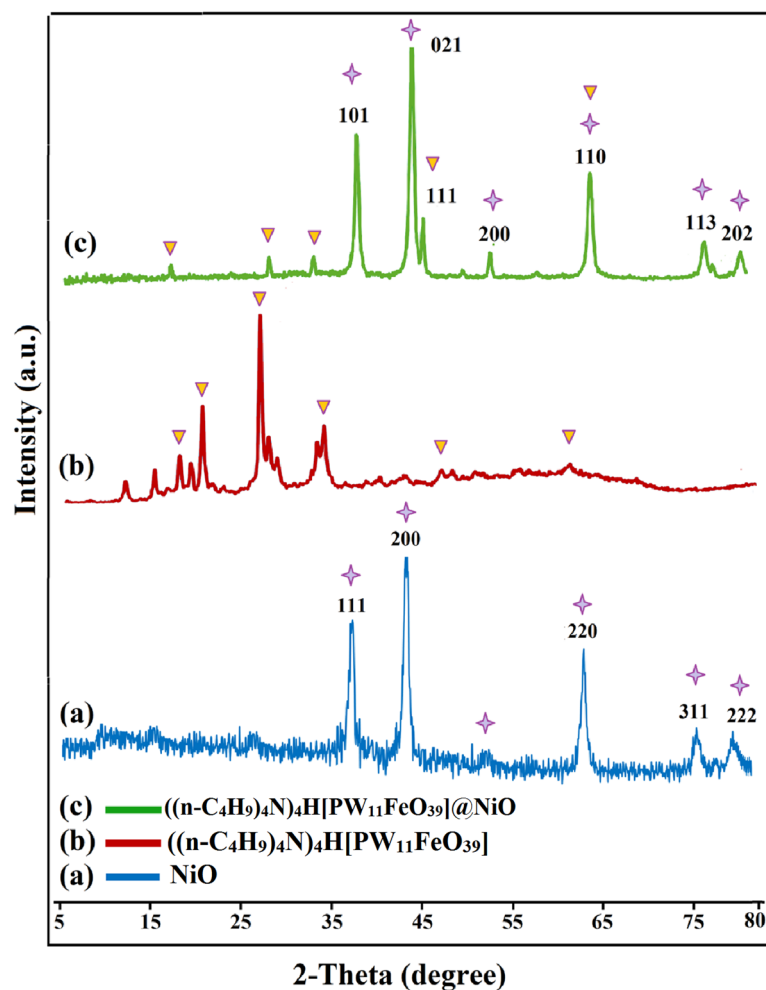 021
101
110
111
113
200
202
(c)
Intensity (a.u.)
(b)
200
111
220
(a)
311
222
(c) ((n-C₄H₉)₄N)₄H[PW₁₁FeO₃₉]@NiO
(b) ((n-C₄H₉)₄N)₄H[PW₁₁FeO₃₉]
(a) NiO
5 15 25 35 45 55 65 75 80
2-Theta (degree)